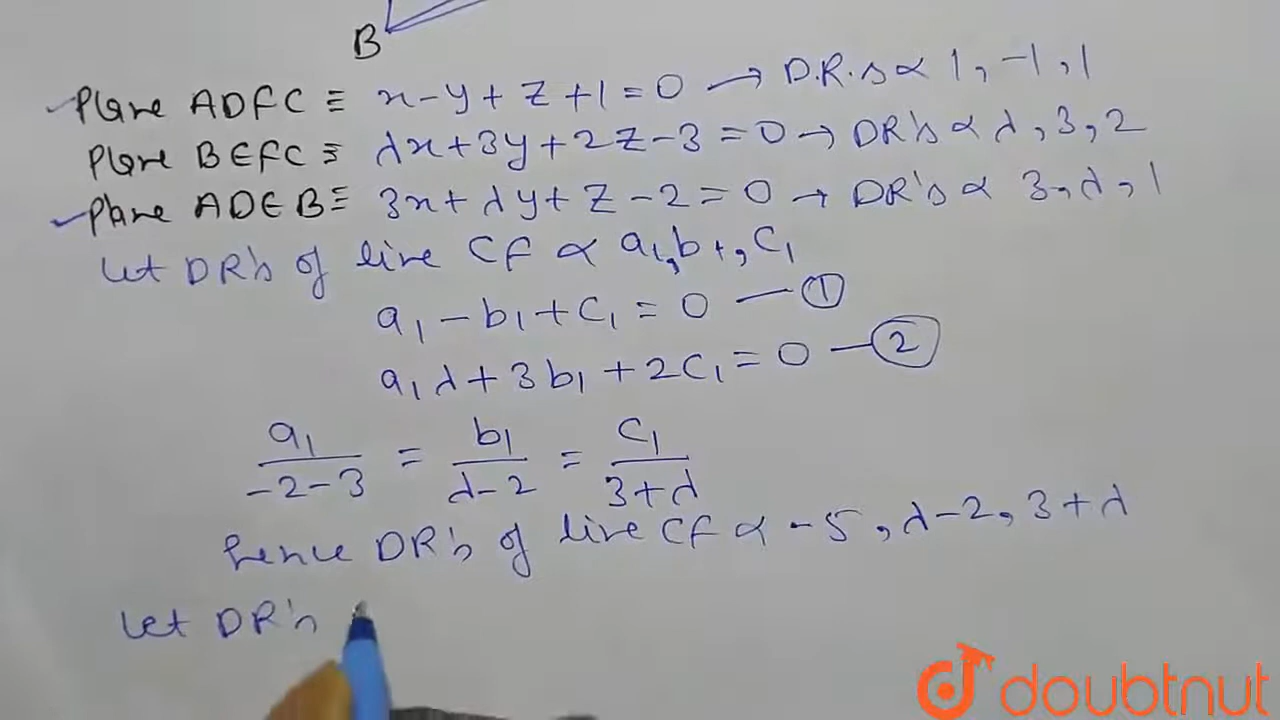 B
Plane ADFC ≡ x-y+z+1=0 → D.R.s ∝ 1, -1, 1
Plane BEFC ≡ λx+3y+2z-3=0 → DR's ∝ λ, 3, 2
Plane ADEB ≡ 3x+λy+z-2=0 → DR's ∝ 3, λ, 1
Let DR's of line CF ∝ a₁, b₁, c₁
a₁-b₁+c₁=0 — ①
a₁λ+3b₁+2c₁=0 — ②
a₁/(-2-3) = b₁/(λ-2) = c₁/(3+λ)
hence DR's of line CF ∝ -5, λ-2, 3+λ
Let DR's
doubtnut